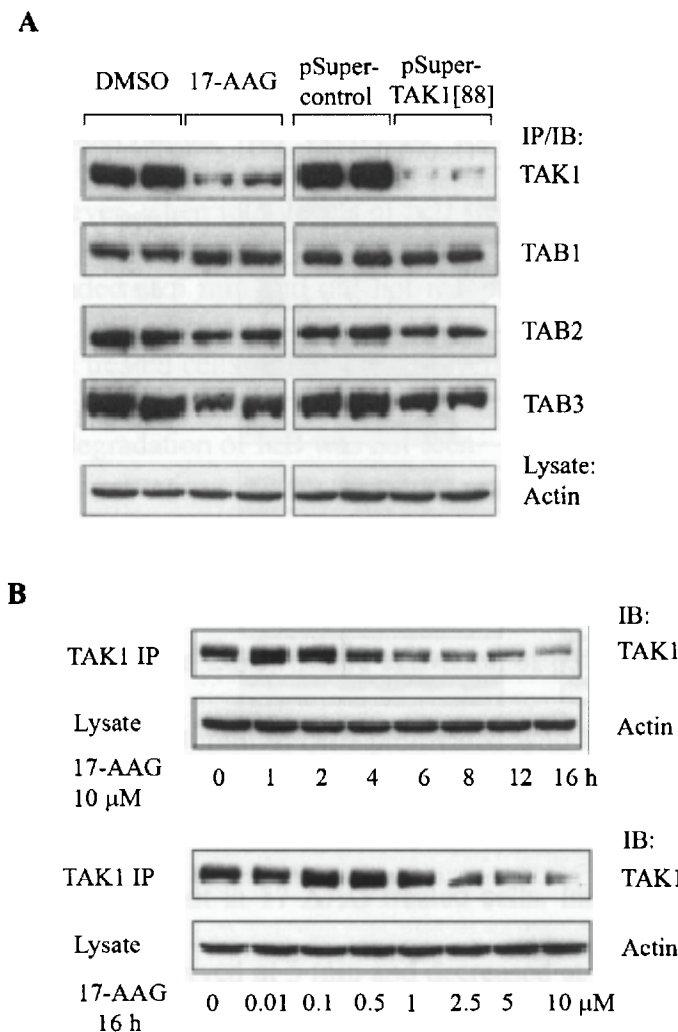 A
DMSO 17-AAG pSuper-control pSuper-TAK1[88]
IP/IB:
TAK1
TAB1
TAB2
TAB3
Lysate:
Actin
B
IB:
TAK1 IP TAK1
Lysate Actin
17-AAG 0 1 2 4 6 8 12 16 h
10 μM
IB:
TAK1 IP TAK1
Lysate Actin
17-AAG 0 0.01 0.1 0.5 1 2.5 5 10 μM
16 h